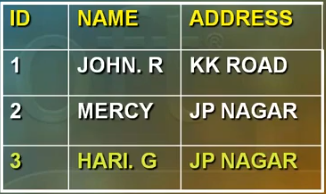 ID NAME ADDRESS
1 JOHN. R KK ROAD
2 MERCY JP NAGAR
3 HARI. G JP NAGAR